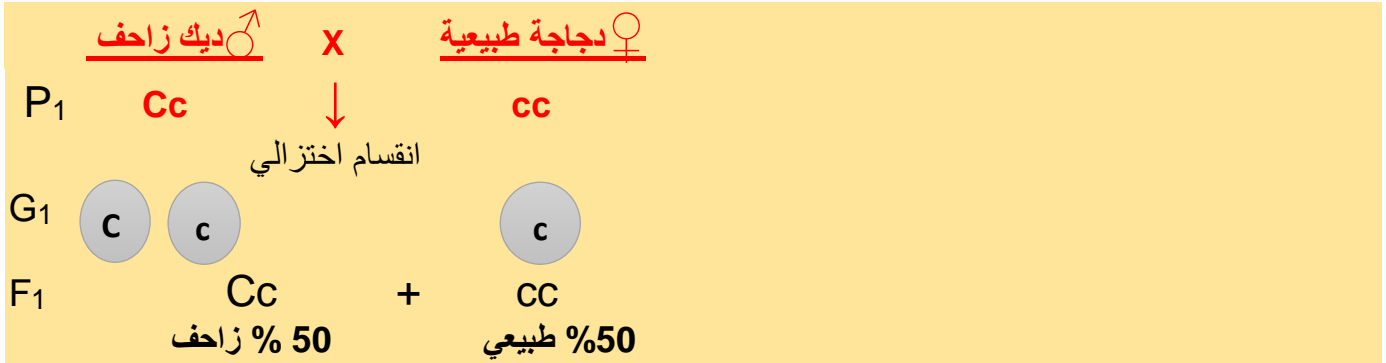 ♂ديك زاحف x ♀دجاجة طبيعية
P1 Cc ↓ cc
انقسام اختزالي
G1 C c c
F1 Cc + cc
50 % زاحف 50% طبيعي